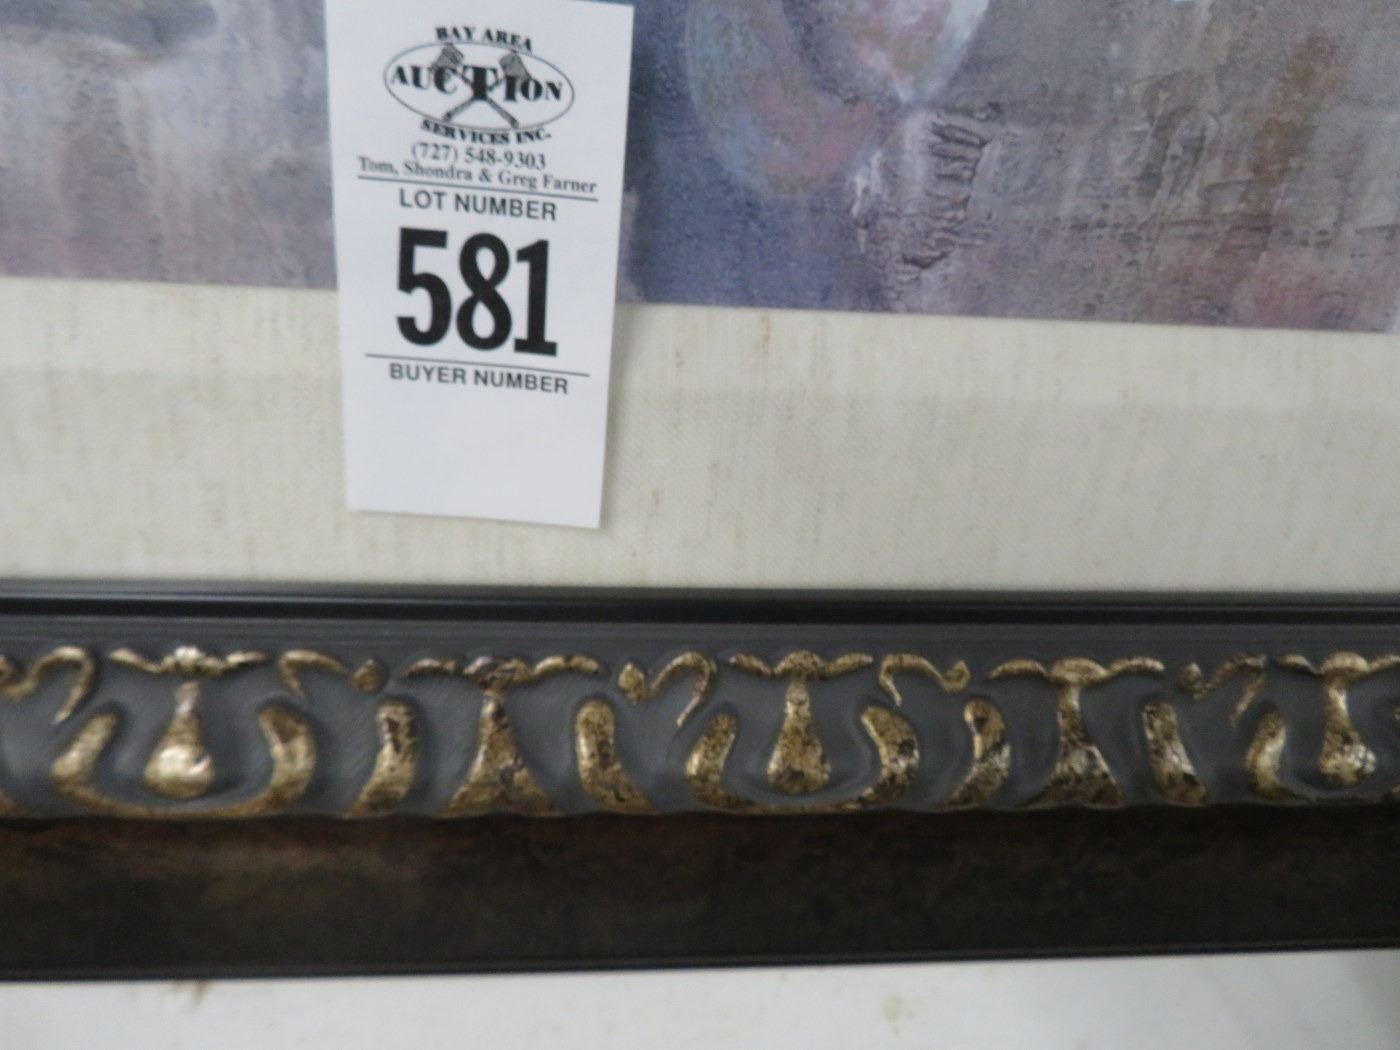 BAY AREA
AUCTION
SERVICES INC.
(727) 548-9303
Tom, Shondra & Greg Farner
LOT NUMBER
581
BUYER NUMBER